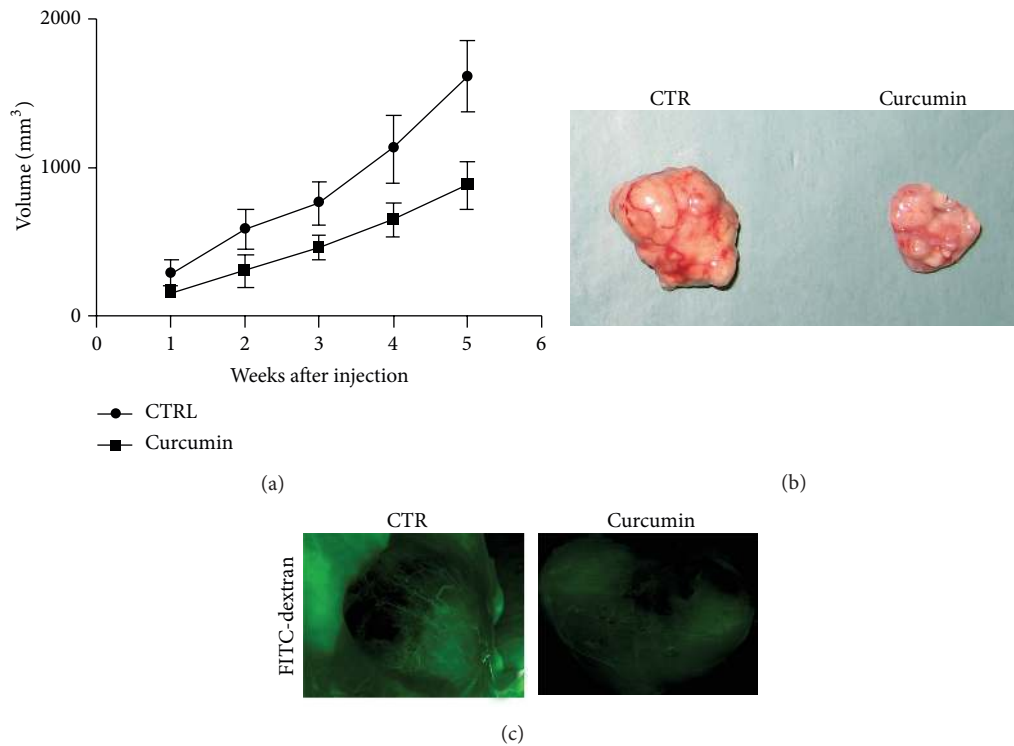 2000
1000
0
Volume (mm³)
0 1 2 3 4 5 6
Weeks after injection
CTRL
Curcumin
(a)
CTR Curcumin
(b)
CTR Curcumin
FITC-dextran
(c)